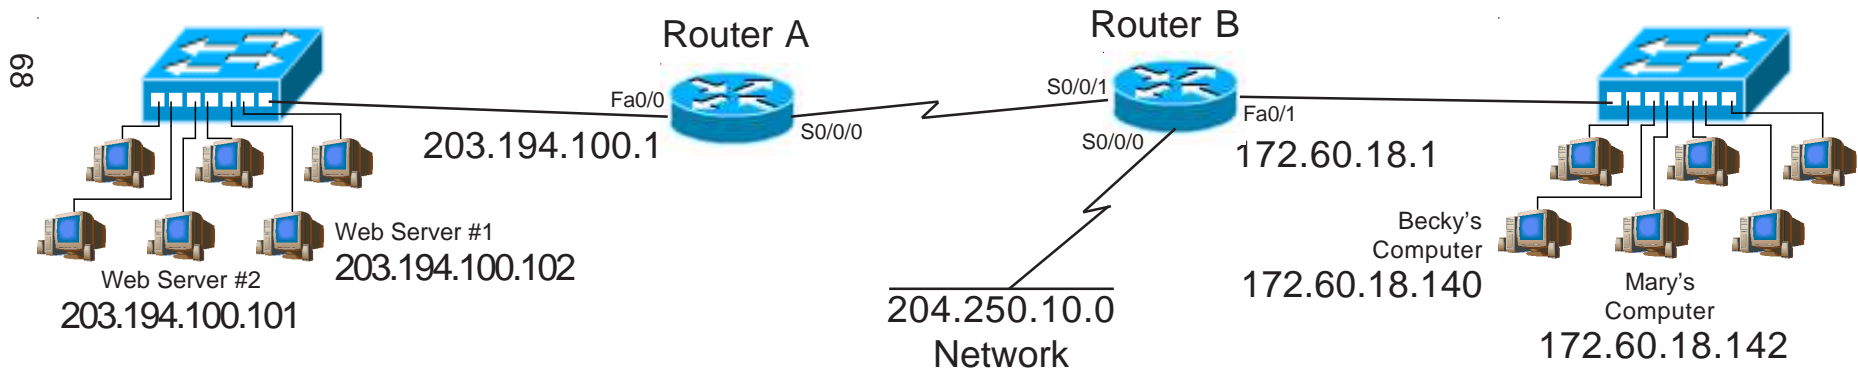 68
Router A
Fa0/0
S0/0/0
203.194.100.1
Router B
S0/0/1
Fa0/1
S0/0/0
172.60.18.1
Web Server #1
203.194.100.102
Web Server #2
203.194.100.101
204.250.10.0
Network
Becky's
Computer
172.60.18.140
Mary's
Computer
172.60.18.142